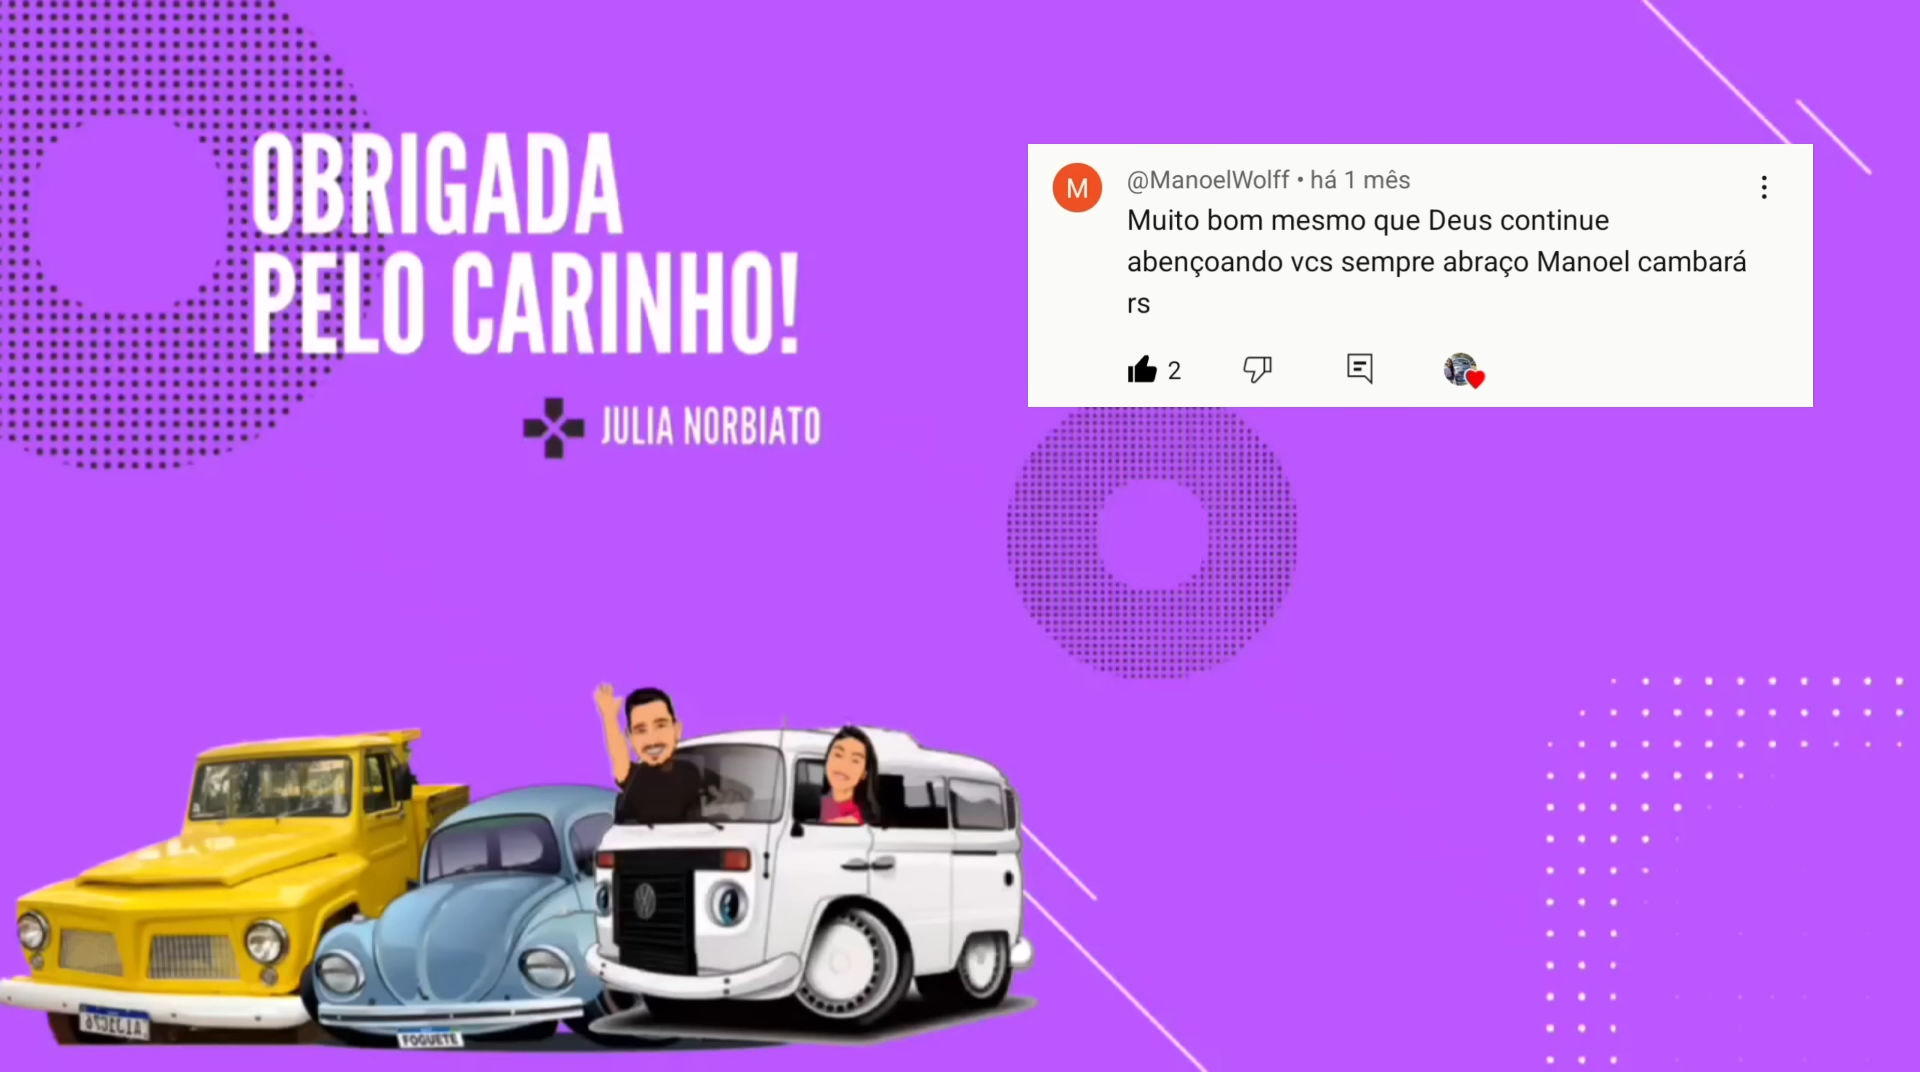 OBRIGADA
PELO CARINHO!
JULIA NORBIATO
M
@ManoelWolff • há 1 mês
Muito bom mesmo que Deus continue
abençoando vcs sempre abraço Manoel cambará
rs
2
FOGUETE